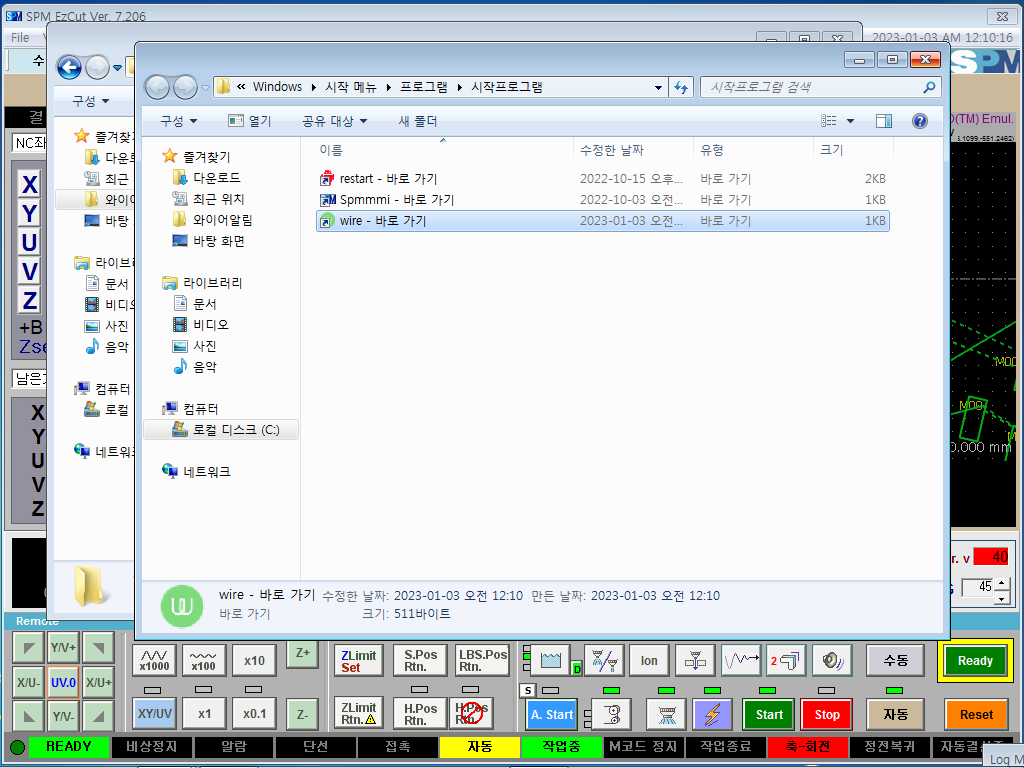 SPM EzCut Ver. 7.206
File
2023-01-03 AM 12:10:16
수
구성
결
NC좌
즐겨찾기
다운로
최근
와이어
바탕
라이브러
문서
비디오
사진
음악
컴퓨터
로컬
네트워크
X
Y
U
V
Z
+B
Zse
남은거
X
Y
U
V
Z
SPM
(TM) Emul.
M00
M00
0.000 mm
r. v
40
45
« Windows ▸ 시작 메뉴 ▸ 프로그램 ▸ 시작프로그램
시작프로그램 검색
구성 열기 공유 대상 새 폴더
즐겨찾기
다운로드
최근 위치
와이어알림
바탕 화면
라이브러리
문서
비디오
사진
음악
컴퓨터
로컬 디스크 (C:)
네트워크
이름 수정한 날짜 유형 크기
restart - 바로 가기 2022-10-15 오후... 바로 가기 2KB
Spmmmi - 바로 가기 2022-10-03 오전... 바로 가기 1KB
wire - 바로 가기 2023-01-03 오전... 바로 가기 1KB
wire - 바로 가기 수정한 날짜: 2023-01-03 오전 12:10 만든 날짜: 2023-01-03 오전 12:10
바로 가기 크기: 511바이트
Remote
Y/V+ x1000 x100 x10 Z+ ZLimit Set S.Pos Rtn. LBS.Pos Rtn. D Ion 2 수동 Ready
X/U- UV.0 X/U+
Y/V- XY/UV x1 x0.1 Z- ZLimit Rtn. H.Pos Rtn. H.Pos Rtn. S A. Start Start Stop 자동 Reset
READY 비상정지 알람 단선 접촉 자동 작업중 M코드 정지 작업종료 축-회전 정전복귀
Log M